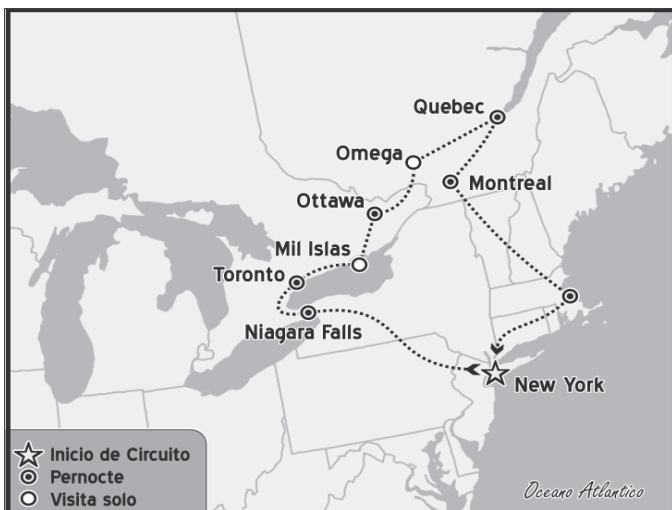 Quebec
Omega
Montreal
Ottawa
Mil Islas
Toronto
Niagara Falls
New York
Inicio de Circuito
Pernocte
Visita solo
Oceano Atlantico